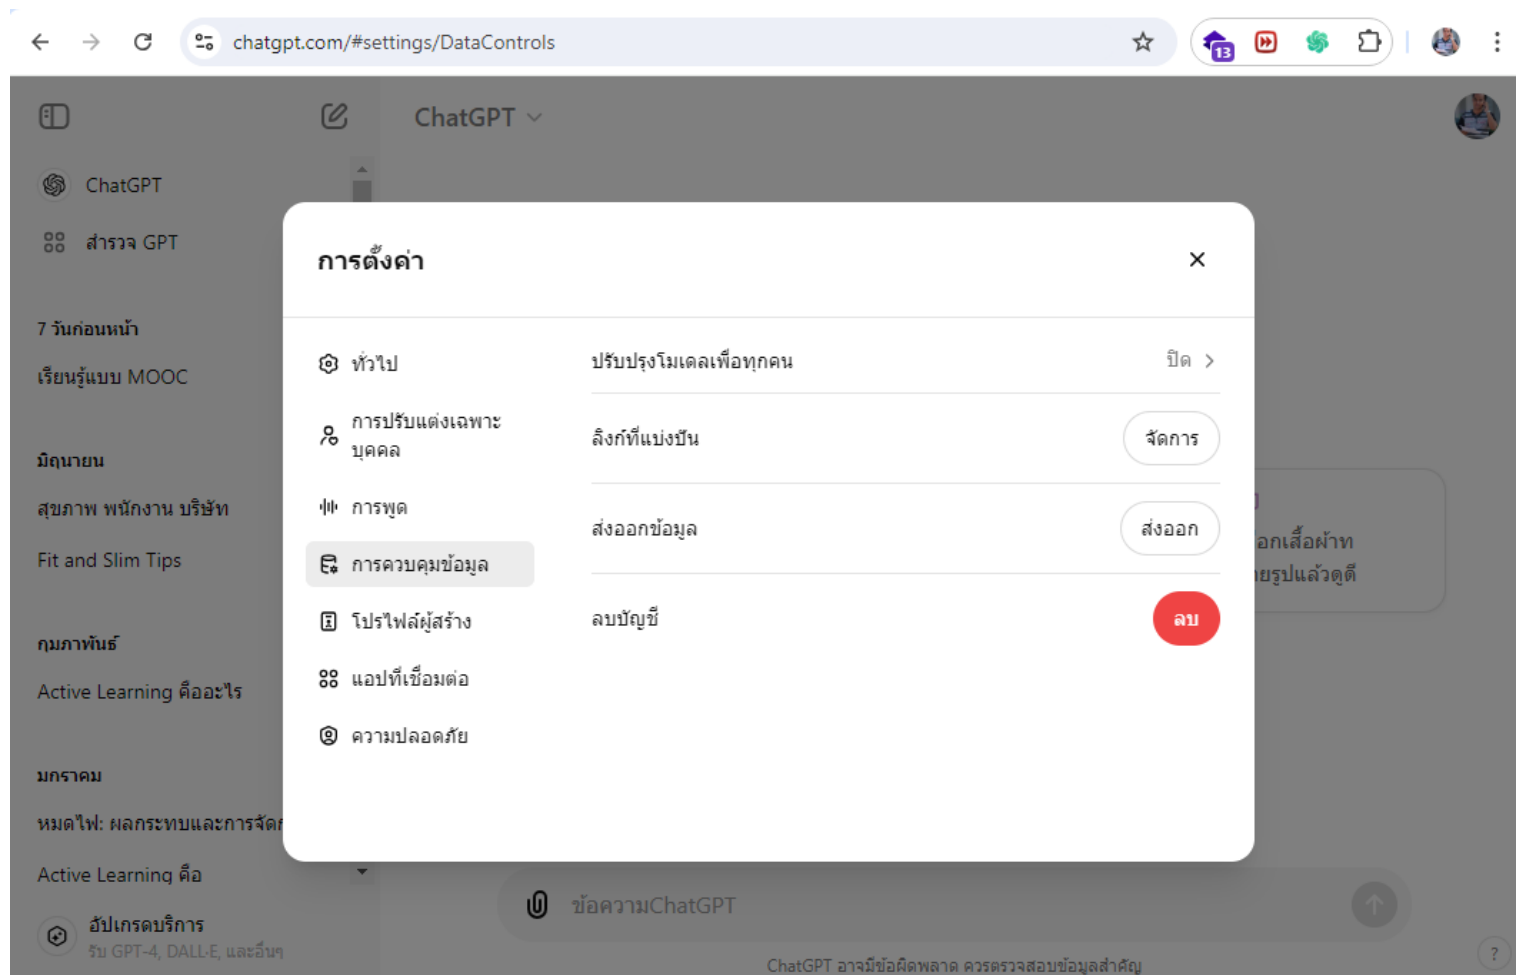 chatgpt.com/#settings/DataControls
13
ChatGPT
ChatGPT
สำรวจ GPT
7 วันก่อนหน้า
เรียนรู้แบบ MOOC
มิถุนายน
สุขภาพ พนักงาน บริษัท
Fit and Slim Tips
กุมภาพันธ์
Active Learning คืออะไร
มกราคม
หมดไฟ: ผลกระทบและการจัดก
Active Learning คือ
อัปเกรดบริการ
รับ GPT-4, DALL·E, และอื่นๆ
การตั้งค่า
ทั่วไป
การปรับแต่งเฉพาะ
บุคคล
การพูด
การควบคุมข้อมูล
โปรไฟล์ผู้สร้าง
แอปที่เชื่อมต่อ
ความปลอดภัย
ปรับปรุงโมเดลเพื่อทุกคน ปิด
ลิงก์ที่แบ่งปัน จัดการ
ส่งออกข้อมูล ส่งออก
ลบบัญชี ลบ
อกเสื้อผ้าท
ยรูปแล้วดูดี
ข้อความChatGPT
ChatGPT อาจมีข้อผิดพลาด ควรตรวจสอบข้อมูลสำคัญ
?